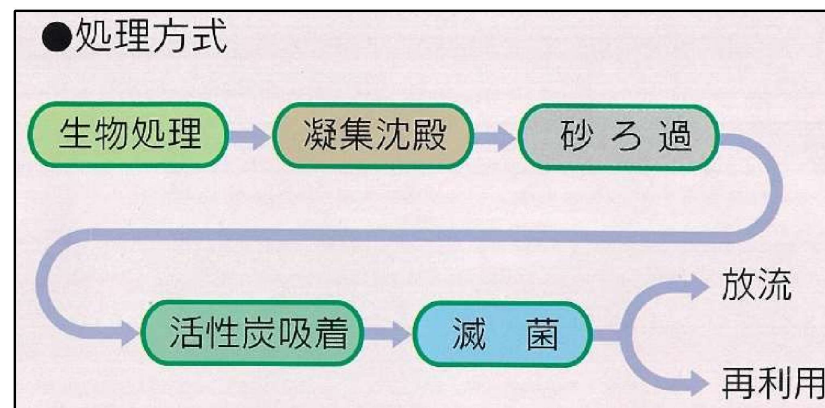 ●処理方式
生物処理
凝集沈殿
砂ろ過
活性炭吸着
滅菌
放流
再利用